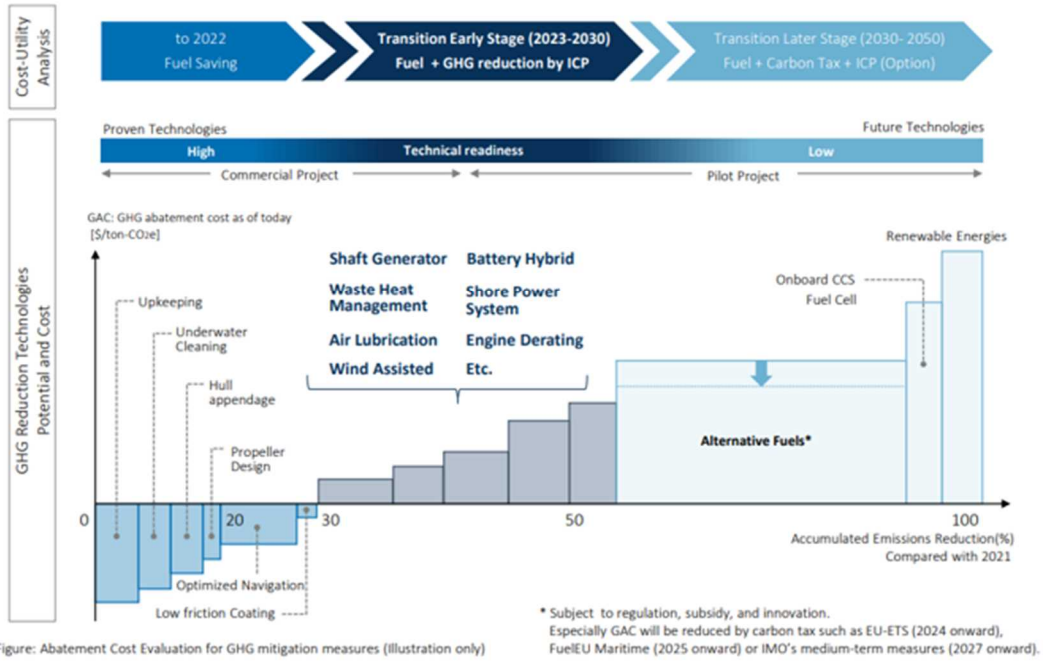 Cost-Utility
Analysis
to 2022
Fuel Saving
Transition Early Stage (2023-2030)
Fuel + GHG reduction by ICP
Transition Later Stage (2030- 2050)
Fuel + Carbon Tax + ICP (Option)
GHG Reduction Technologies
Potential and Cost
Proven Technologies
Future Technologies
High
Technical readiness
Low
Commercial Project
Pilot Project
GAC: GHG abatement cost as of today
[$/ton-CO2e]
Renewable Energies
Shaft Generator
Battery Hybrid
Waste Heat
Management
Shore Power
System
Air Lubrication
Engine Derating
Wind Assisted
Etc.
Onboard CCS
Fuel Cell
Upkeeping
Underwater
Cleaning
Hull
appendage
Propeller
Design
Alternative Fuels*
0
20
30
50
100
Accumulated Emissions Reduction(%)
Compared with 2021
Optimized Navigation
Low friction Coating
* Subject to regulation, subsidy, and innovation.
Especially GAC will be reduced by carbon tax such as EU-ETS (2024 onward),
FuelEU Maritime (2025 onward) or IMO's medium-term measures (2027 onward).
Figure: Abatement Cost Evaluation for GHG mitigation measures (Illustration only)